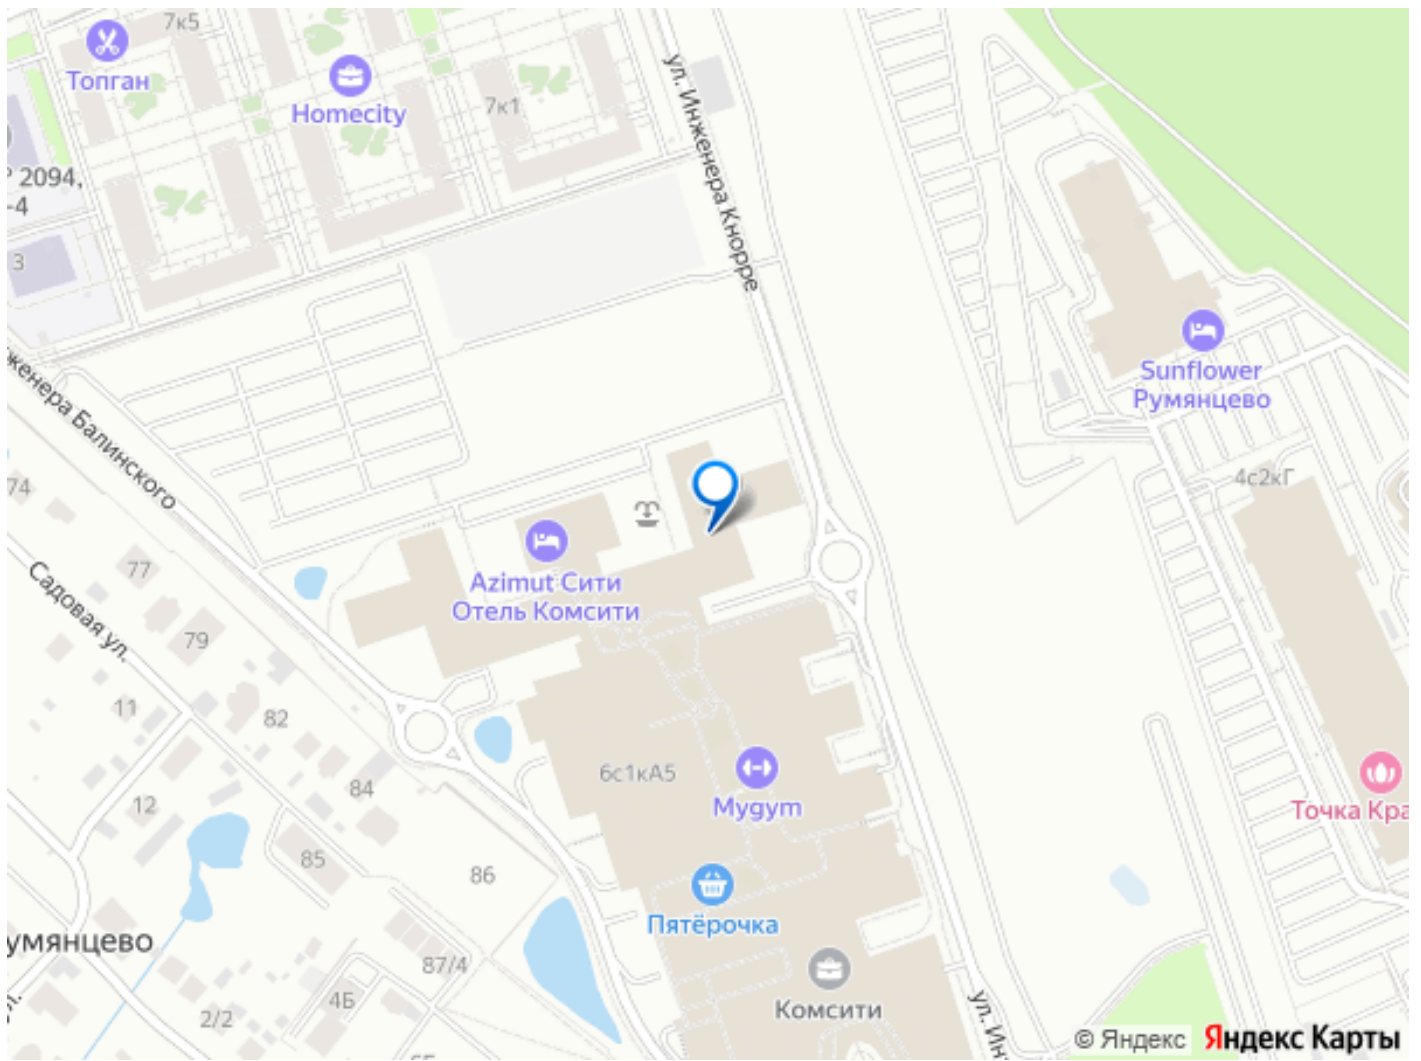 7к5
Топган
Homecity
7к1
ул. Инженера Кнорре
2094,
-4
3
Sunflower
Румянцево
женера Балинского
74
4с2кГ
Azimut Сити
Отель Комсити
77
Садовая ул.
79
11
82
6с1кА5
84
Mygym
12
Точка Кра
85
86
Пятёрочка
умянцево
87/4
4Б
2/2
Комсити
ул. Ин
© Яндекс Яндекс Карты